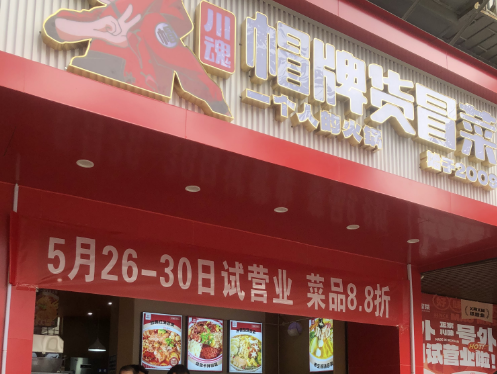 川魂
帽牌货冒菜
一个人的火锅
始于2009
5月26-30日试营业 菜品8.8折
号外
试营业啦!